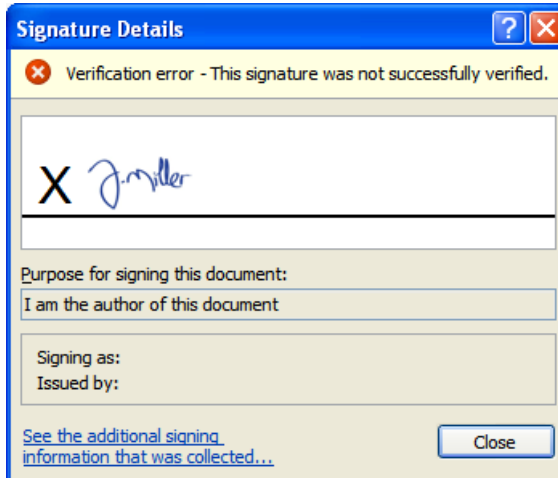 Signature Details
?
Verification error - This signature was not successfully verified.
X J.Miller
Purpose for signing this document:
I am the author of this document
Signing as:
Issued by:
See the additional signing
information that was collected...
Close